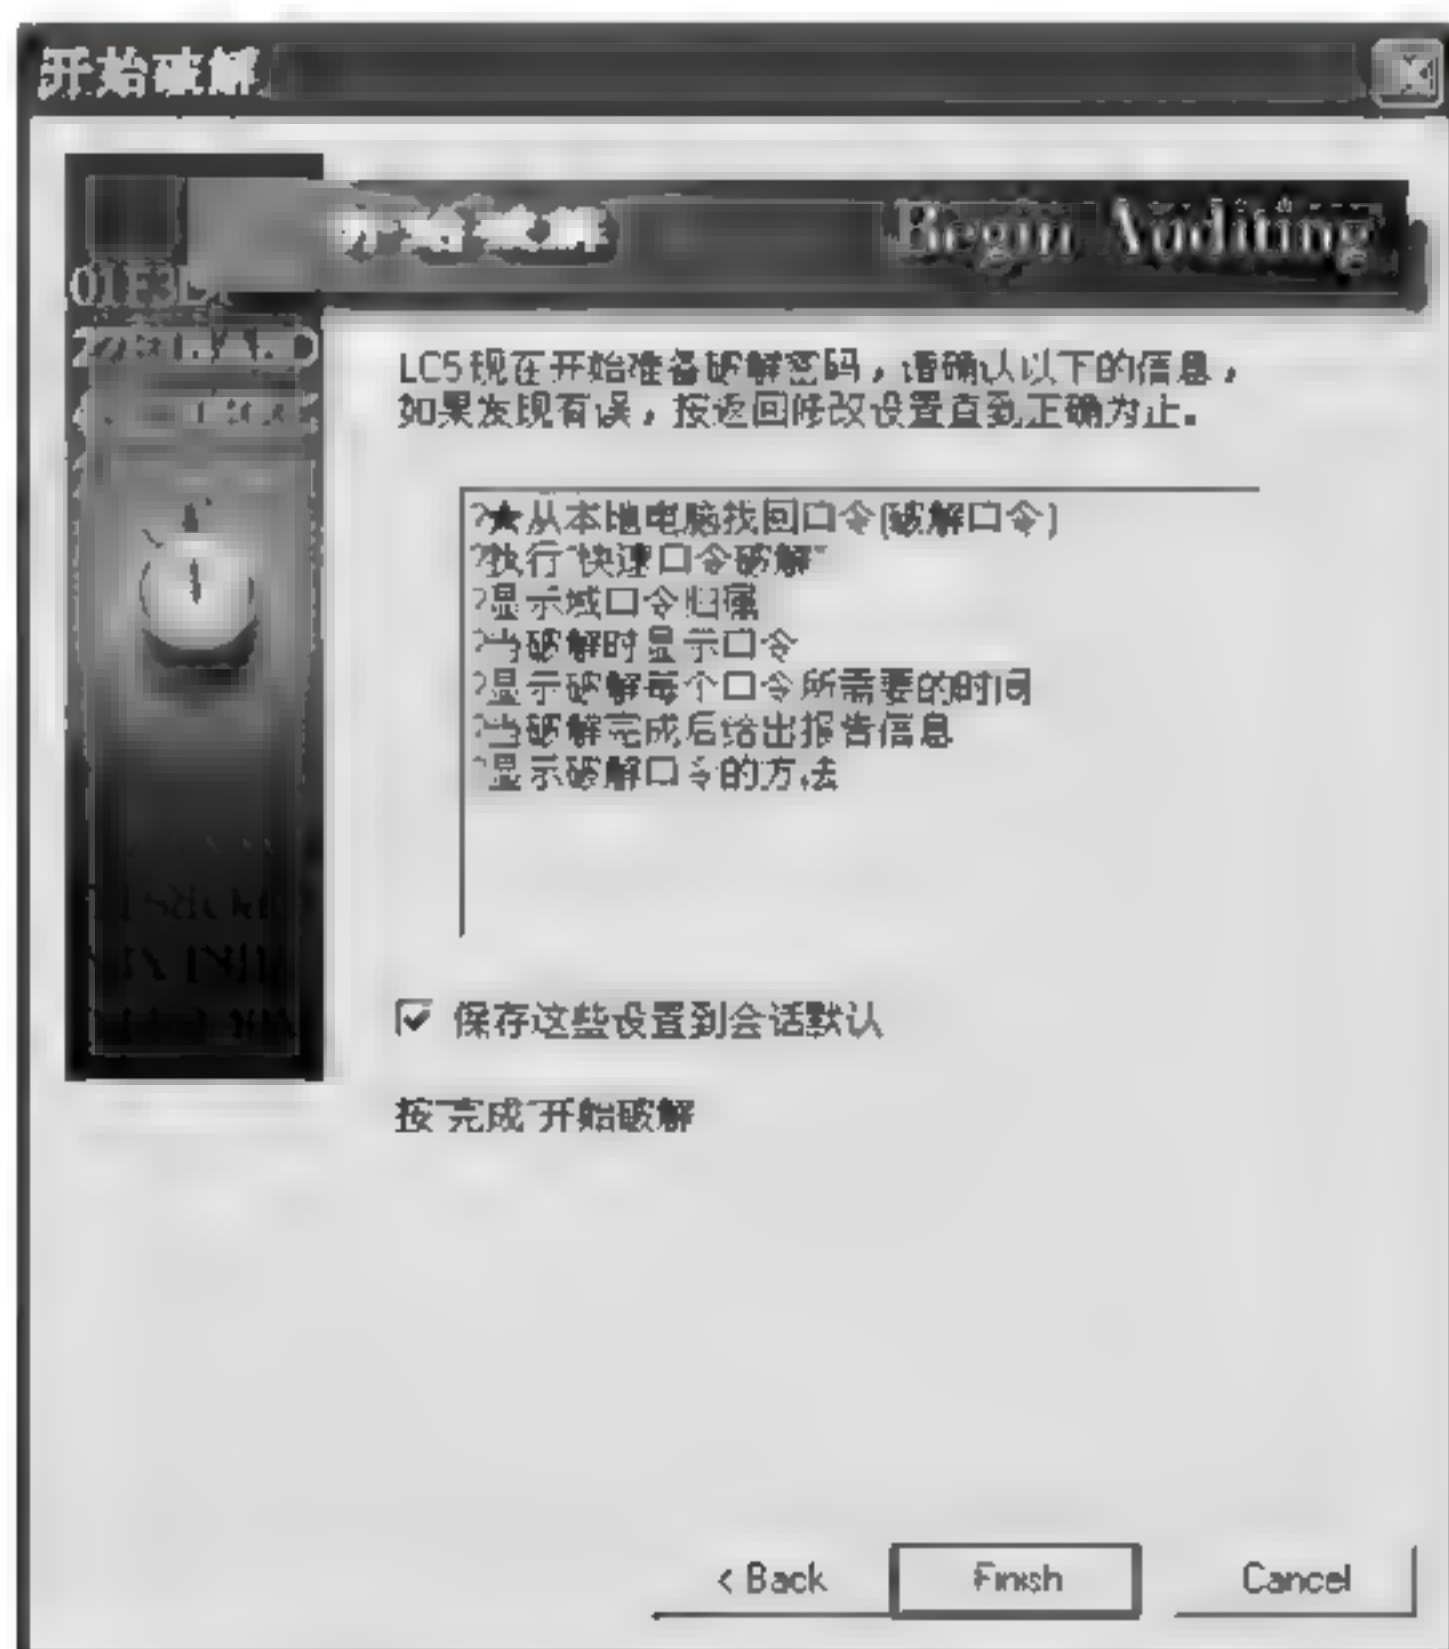 开始破解
开始破解 Begin Auditing
01F3D
LC5现在开始准备破解密码，请确认以下的信息，
如果发现有误，按返回修改设置直到正确为止。
?★从本地电脑找回口令(破解口令)
?执行"快速口令破解"
?显示域口令归属
?当破解时显示口令
?显示破解每个口令所需要的时间
?当破解完成后给出报告信息
?显示破解口令的方法
保存这些设置到会话默认
按"完成"开始破解
< Back Finish Cancel